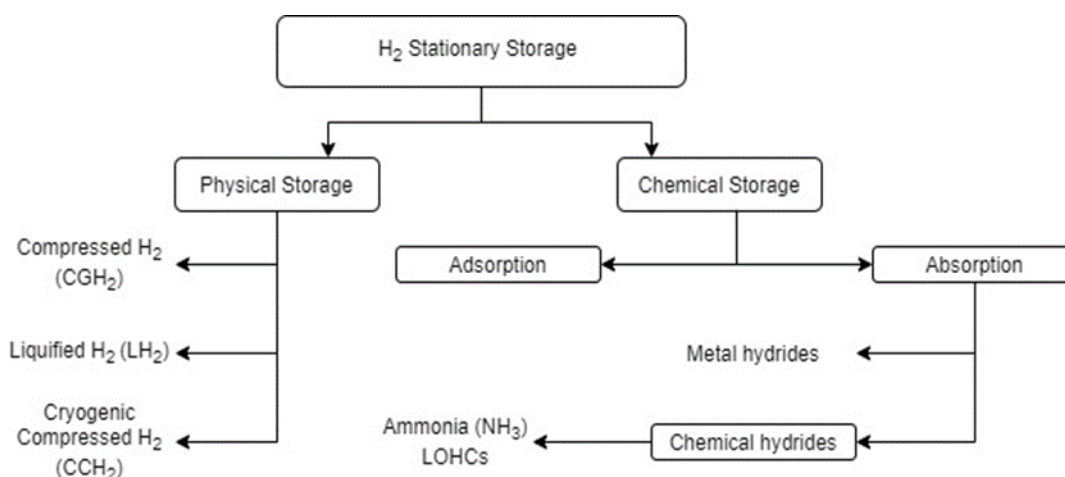 H₂ Stationary Storage
Physical Storage
Chemical Storage
Compressed H₂
(CGH₂)
Adsorption
Absorption
Liquified H₂ (LH₂)
Metal hydrides
Cryogenic
Compressed H₂
(CCH₂)
Ammonia (NH₃)
LOHCs
Chemical hydrides